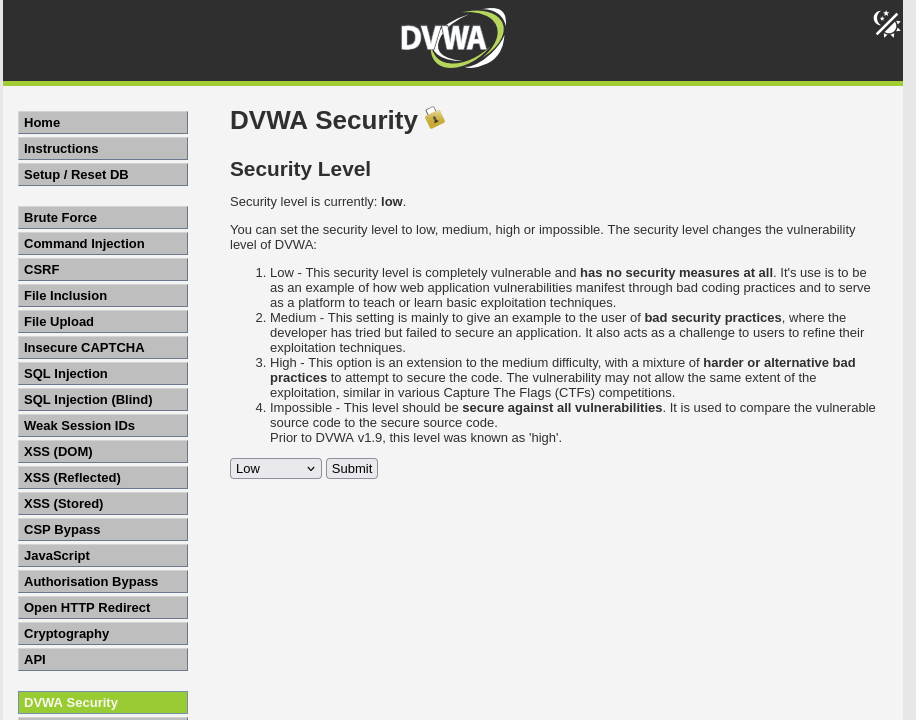 DVWA
Home
Instructions
Setup / Reset DB
Brute Force
Command Injection
CSRF
File Inclusion
File Upload
Insecure CAPTCHA
SQL Injection
SQL Injection (Blind)
Weak Session IDs
XSS (DOM)
XSS (Reflected)
XSS (Stored)
CSP Bypass
JavaScript
Authorisation Bypass
Open HTTP Redirect
Cryptography
API
DVWA Security
DVWA Security
Security Level
Security level is currently: low.
You can set the security level to low, medium, high or impossible. The security level changes the vulnerability
level of DVWA:
1. Low - This security level is completely vulnerable and has no security measures at all. It's use is to be
as an example of how web application vulnerabilities manifest through bad coding practices and to serve
as a platform to teach or learn basic exploitation techniques.
2. Medium - This setting is mainly to give an example to the user of bad security practices, where the
developer has tried but failed to secure an application. It also acts as a challenge to users to refine their
exploitation techniques.
3. High - This option is an extension to the medium difficulty, with a mixture of harder or alternative bad
practices to attempt to secure the code. The vulnerability may not allow the same extent of the
exploitation, similar in various Capture The Flags (CTFs) competitions.
4. Impossible - This level should be secure against all vulnerabilities. It is used to compare the vulnerable
source code to the secure source code.
Prior to DVWA v1.9, this level was known as 'high'.
Low Submit